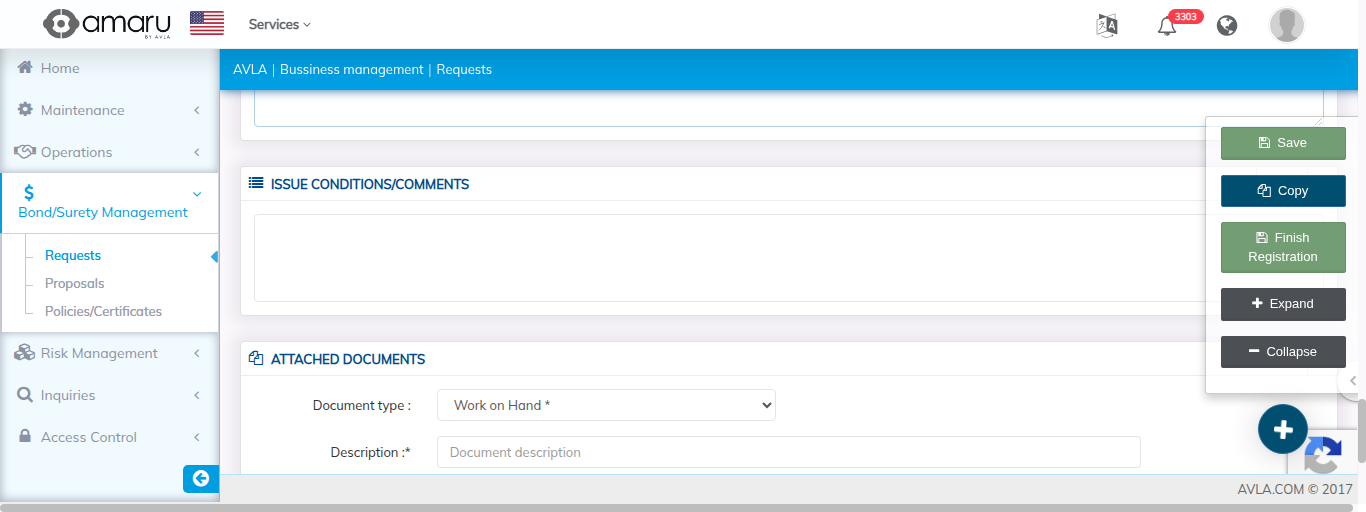 amaru
BY AVLA
Services
3303
Home
Maintenance
Operations
Bond/Surety Management
Requests
Proposals
Policies/Certificates
Risk Management
Inquiries
Access Control
AVLA | Bussiness management | Requests
ISSUE CONDITIONS/COMMENTS
ATTACHED DOCUMENTS
Document type :
Work on Hand *
Description :*
Document description
Save
Copy
Finish
Registration
Expand
Collapse
AVLA.COM © 2017